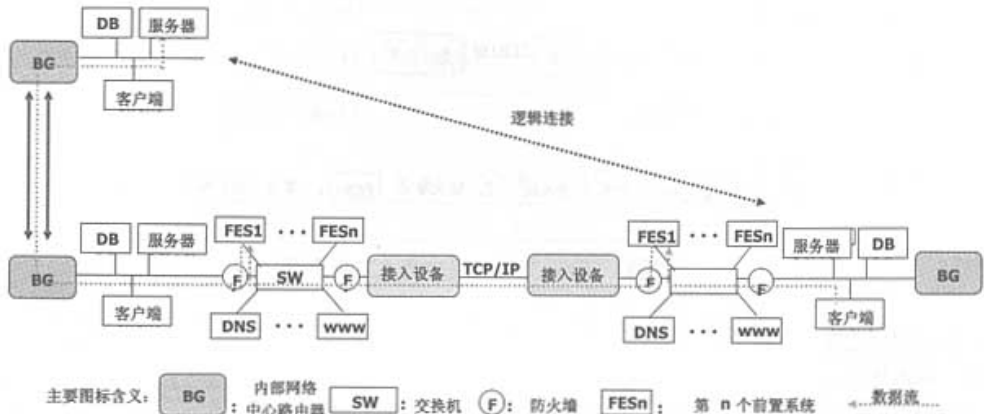 DB
服务器
BG
客户端
逻辑连接
DB
服务器
FES1 ··· FESn
FES1 ··· FESn
服务器
DB
BG
F
SW
F
接入设备
TCP/IP
接入设备
F
F
BG
客户端
DNS ··· www
DNS ··· www
客户端
主要图标含义: BG : 内部网络
中心路由器
SW : 交换机
F : 防火墙
FESn : 第 n 个前置系统
数据流